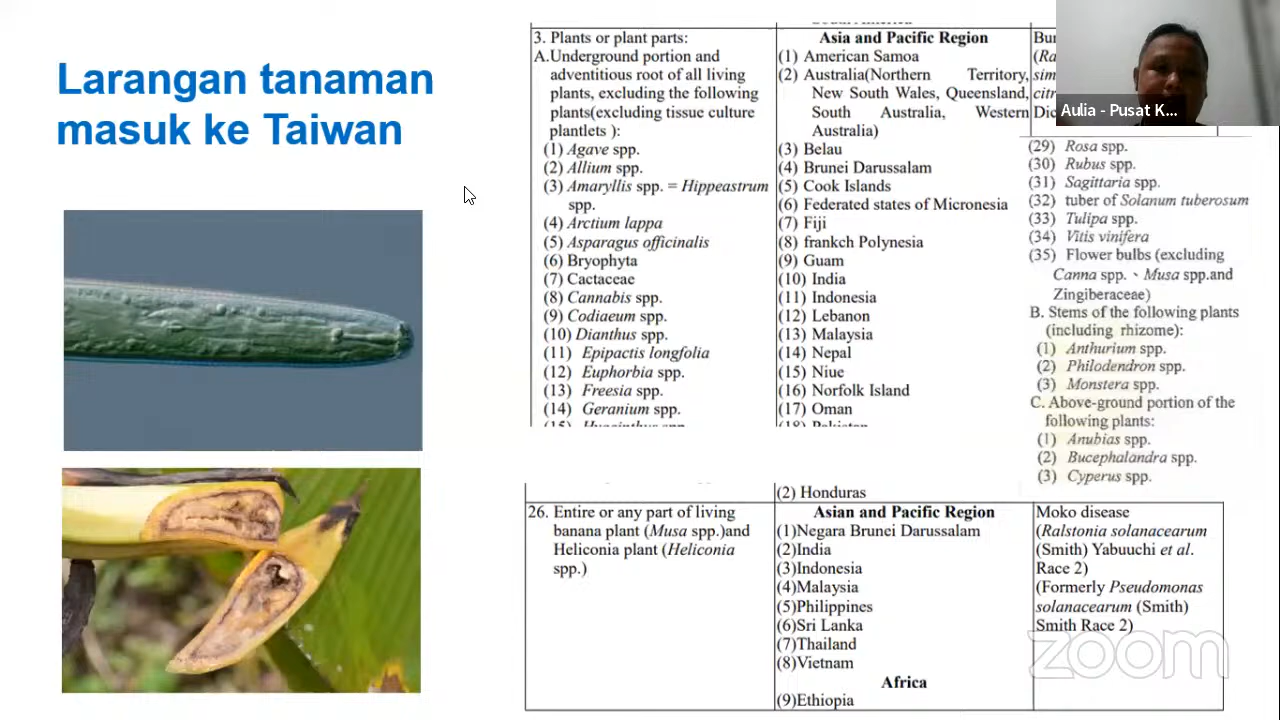 Larangan tanaman
masuk ke Taiwan
3. Plants or plant parts:
A.Underground portion and
adventitious root of all living
plants, excluding the following
plants(excluding tissue culture
plantlets ):
(1) Agave spp.
(2) Allium spp.
(3) Amaryllis spp. = Hippeastrum
spp.
(4) Arctium lappa
(5) Asparagus officinalis
(6) Bryophyta
(7) Cactaceae
(8) Cannabis spp.
(9) Codiaeum spp.
(10) Dianthus spp.
(11) Epipactis longfolia
(12) Euphorbia spp.
(13) Freesia spp.
(14) Geranium spp.
Asia and Pacific Region
(1) American Samoa
(2) Australia(Northern Territory,
New South Wales, Queensland,
South Australia, Western
Australia)
(3) Belau
(4) Brunei Darussalam
(5) Cook Islands
(6) Federated states of Micronesia
(7) Fiji
(8) frankch Polynesia
(9) Guam
(10) India
(11) Indonesia
(12) Lebanon
(13) Malaysia
(14) Nepal
(15) Niue
(16) Norfolk Island
(17) Oman
Aulia - Pusat K...
(29) Rosa spp.
(30) Rubus spp.
(31) Sagittaria spp.
(32) tuber of Solanum tuberosum
(33) Tulipa spp.
(34) Vitis vinifera
(35) Flower bulbs (excluding
Canna spp.、Musa spp.and
Zingiberaceae)
B. Stems of the following plants
(including rhizome):
(1) Anthurium spp.
(2) Philodendron spp.
(3) Monstera spp.
C. Above-ground portion of the
following plants:
(1) Anubias spp.
(2) Bucephalandra spp.
(3) Cyperus spp.
(2) Honduras
26. Entire or any part of living
banana plant (Musa spp.)and
Heliconia plant (Heliconia
spp.)
Asian and Pacific Region
(1)Negara Brunei Darussalam
(2)India
(3)Indonesia
(4)Malaysia
(5)Philippines
(6)Sri Lanka
(7)Thailand
(8)Vietnam
Africa
(9)Ethiopia
Moko disease
(Ralstonia solanacearum
(Smith) Yabuuchi et al.
Race 2)
(Formerly Pseudomonas
solanacearum (Smith)
Smith Race 2)
zoom